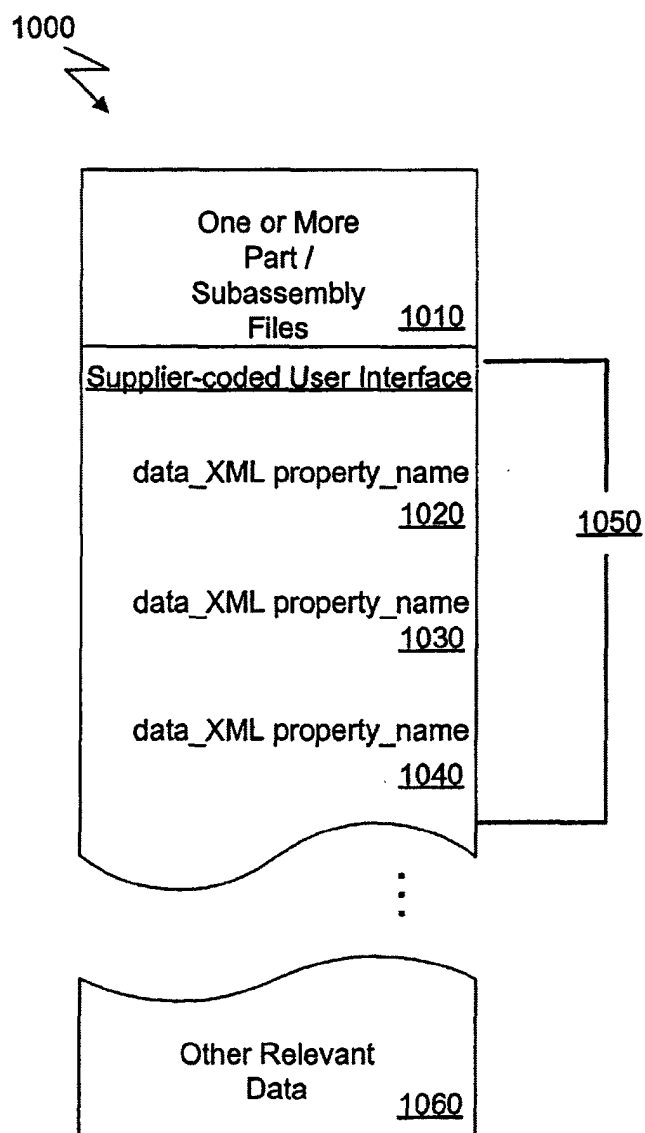 1000
One or More
Part /
Subassembly
Files 1010
Supplier-coded User Interface
data_XML property_name
1020
1050
data_XML property_name
1030
data_XML property_name
1040
Other Relevant
Data
1060